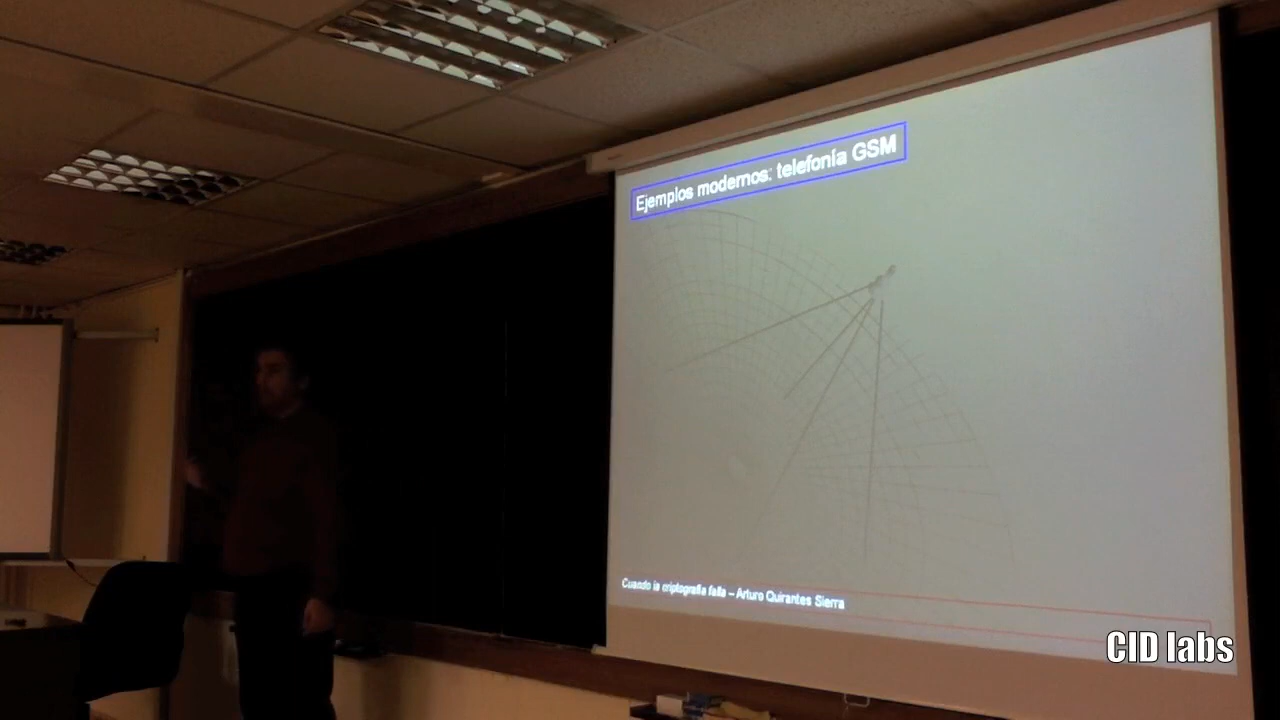 Ejemplos modernos: telefonía GSM
Cuando la criptografía falla – Arturo Quirantes Sierra
CID labs